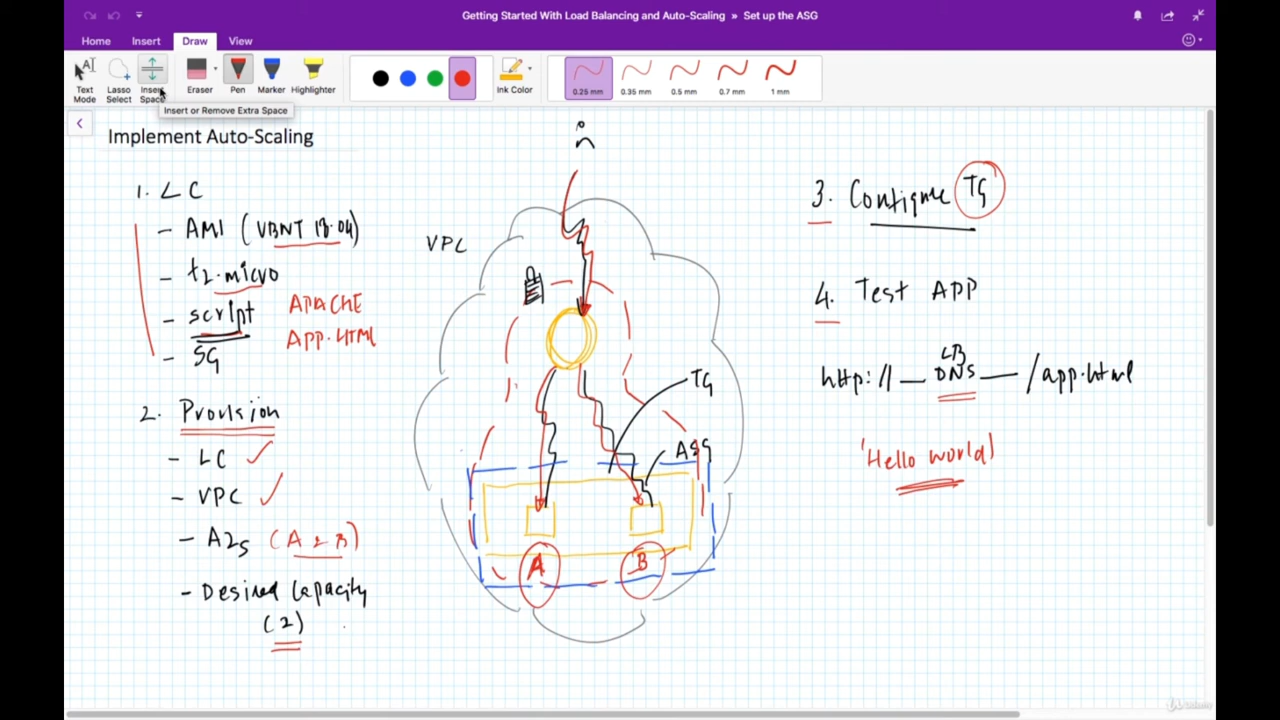 Getting Started With Load Balancing and Auto-Scaling » Set up the ASG
Home Insert Draw View
Text Mode
Lasso Select
Insert Space
Eraser
Pen
Marker
Highlighter
Ink Color
0.25 mm
0.35 mm
0.5 mm
0.7 mm
1 mm
Insert or Remove Extra Space
Implement Auto-Scaling
1. LC
- AMI (UBNT 18.04)
- t2.micro
- script APACHE
APP.HTML
- SG
2. Provision
- LC
- VPC
- AZs (A & B)
- Desired Capacity
(2)
VPC
TG
ASG
A
B
3. Configure TG
4. Test APP
http:// __ LB DNS __ /app.html
'Hello world'
Udemy